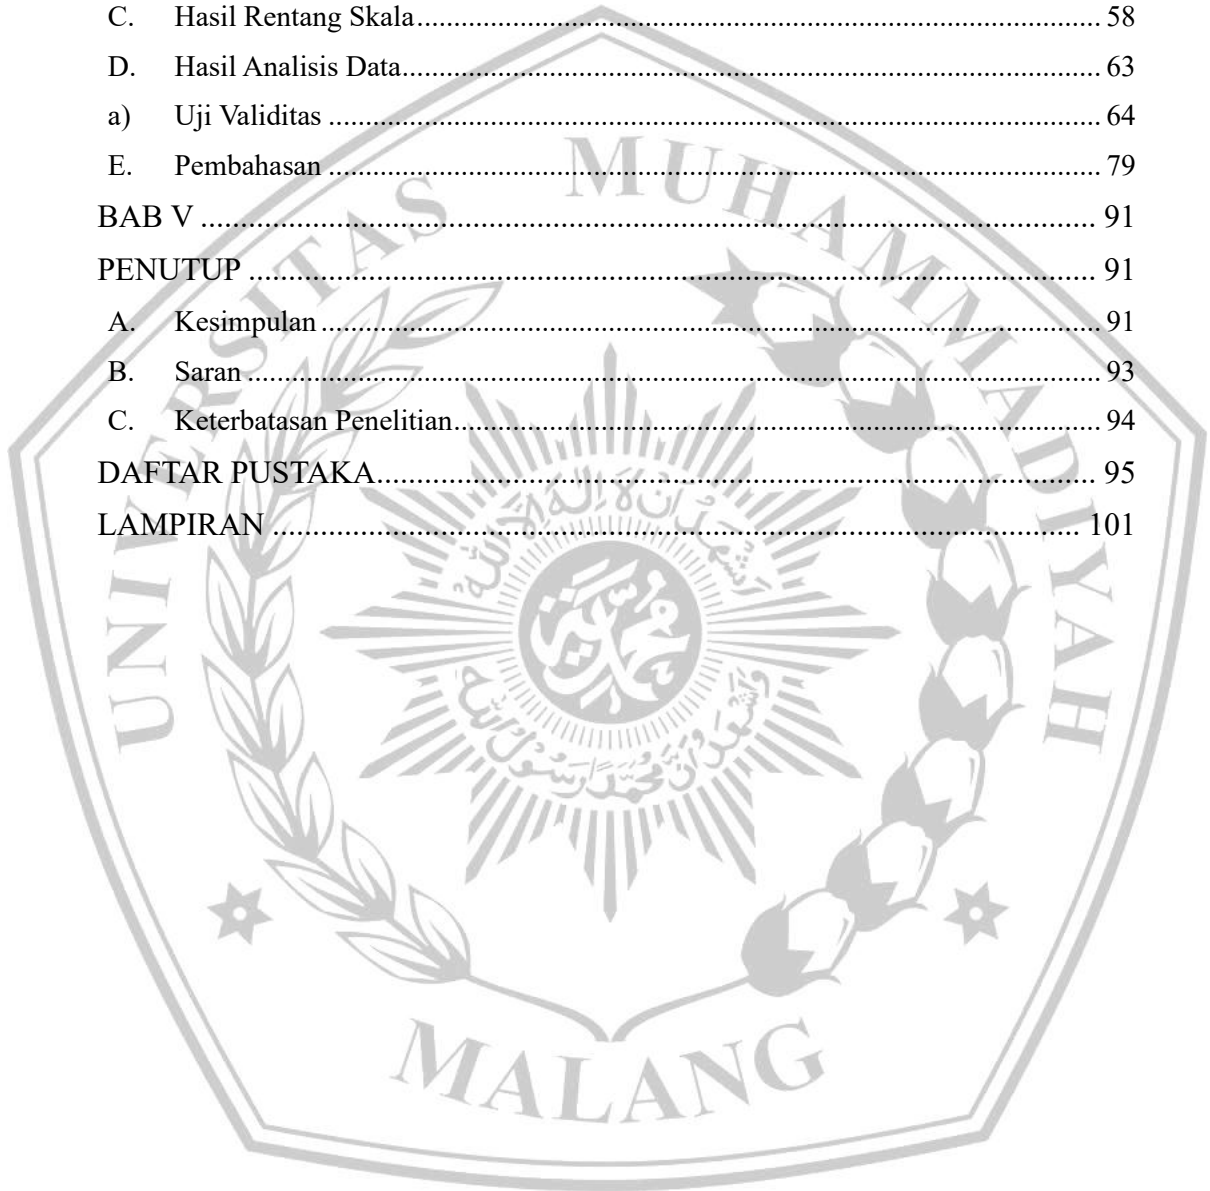 C. Hasil Rentang Skala.......... 58
D. Hasil Analisis Data.......... 63
a) Uji Validitas .......... 64
E. Pembahasan .......... 79
BAB V .......... 91
PENUTUP .......... 91
A. Kesimpulan .......... 91
B. Saran .......... 93
C. Keterbatasan Penelitian.......... 94
DAFTAR PUSTAKA.......... 95
LAMPIRAN .......... 101
UNIVERSITAS MUHAMMADIYAH
MALANG